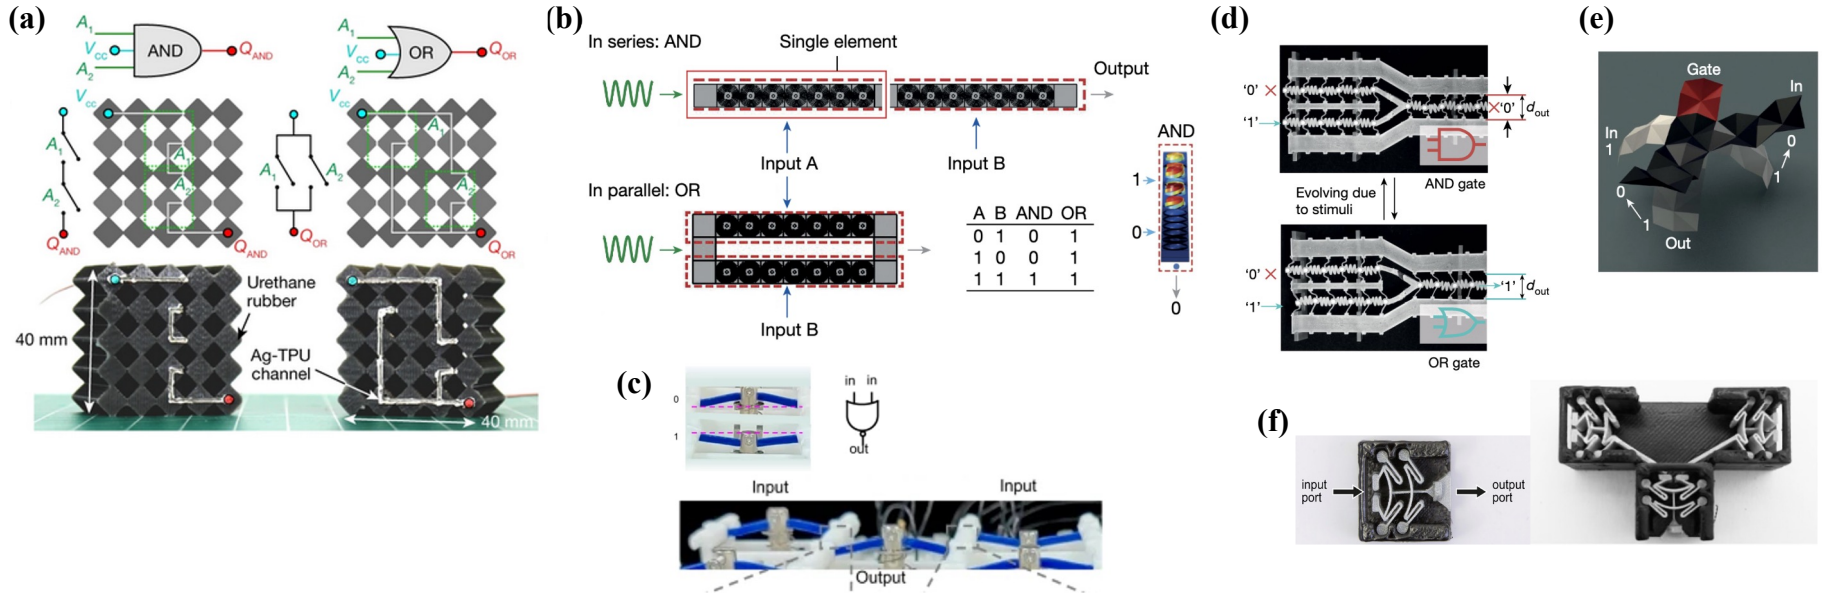 (a)
A1
Vcc
A2
AND
QAND
A1
Vcc
A2
OR
QOR
Vcc
A1
A2
QAND
A1
A2
QAND
Vcc
A1
A2
QOR
A1
A2
QOR
40 mm
Urethane
rubber
Ag-TPU
channel
40 mm
(b)
In series: AND
Single element
Output
Input A
Input B
In parallel: OR
Input B
A B AND OR
0 1 0 1
1 0 0 1
1 1 1 1
AND
1
0
0
(c)
0
1
in in
out
Input
Input
Output
(d)
‘0’
‘1’
‘0’
dout
AND gate
Evolving due
to stimuli
‘0’
‘1’
‘1’
dout
OR gate
(e)
Gate
In
In
1
0
1
0
1
Out
(f)
input
port
output
port